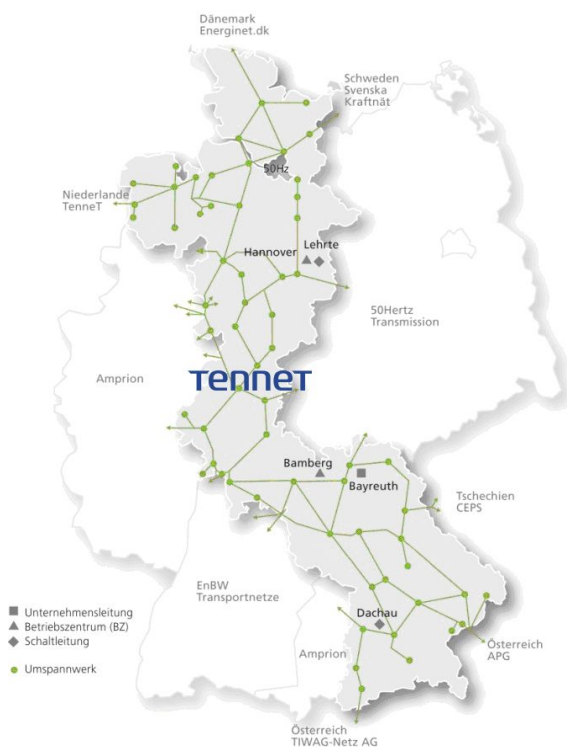 Dänemark
Energinet.dk
Schweden
Svenska
Kraftnät
50Hz
Niederlande
TenneT
Lehrte
Hannover
50Hertz
Transmission
Amprion
TenneT
Bamberg
Bayreuth
Tschechien
CEPS
EnBW
Transportnetze
Unternehmensleitung
Betriebszentrum (BZ)
Schaltleitung
Umspannwerk
Dachau
Amprion
Österreich
APG
Österreich
TIWAG-Netz AG